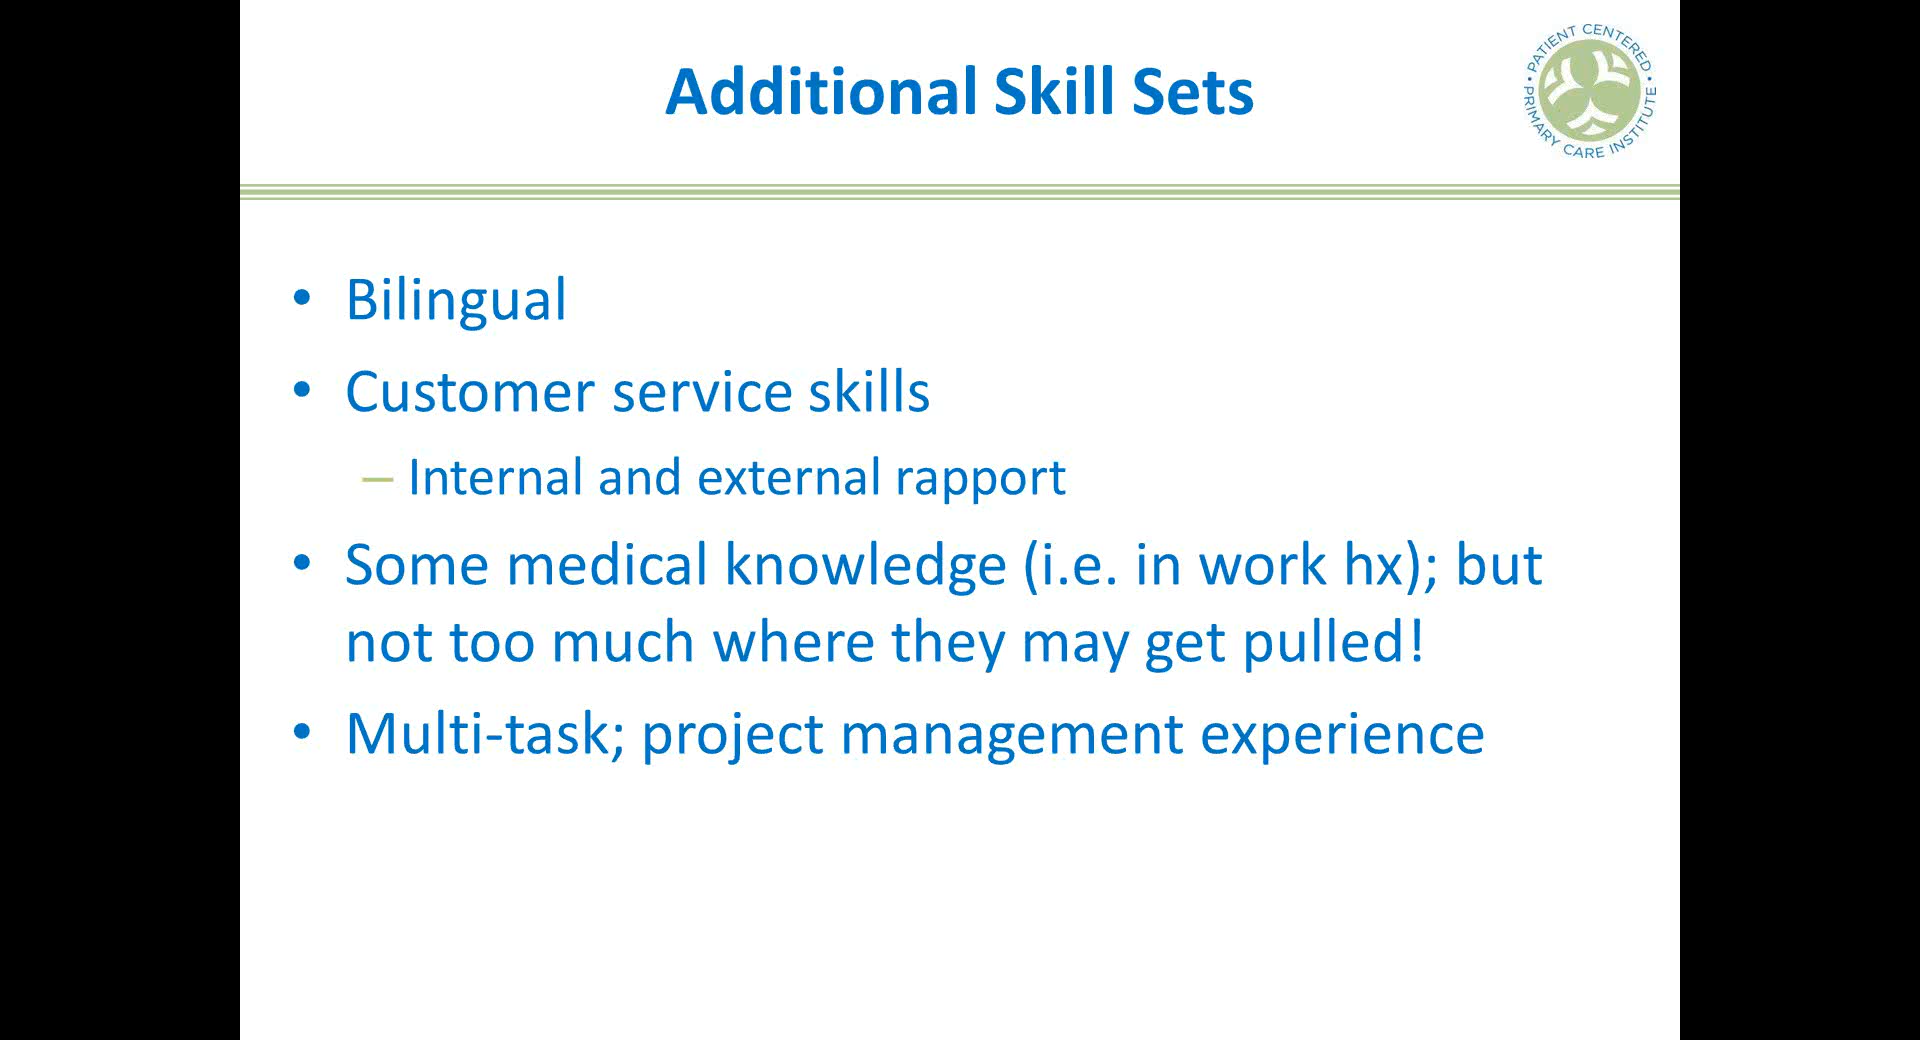 Additional Skill Sets
PATIENT CENTERED
PRIMARY CARE INSTITUTE
• Bilingual
• Customer service skills
– Internal and external rapport
• Some medical knowledge (i.e. in work hx); but
not too much where they may get pulled!
• Multi-task; project management experience